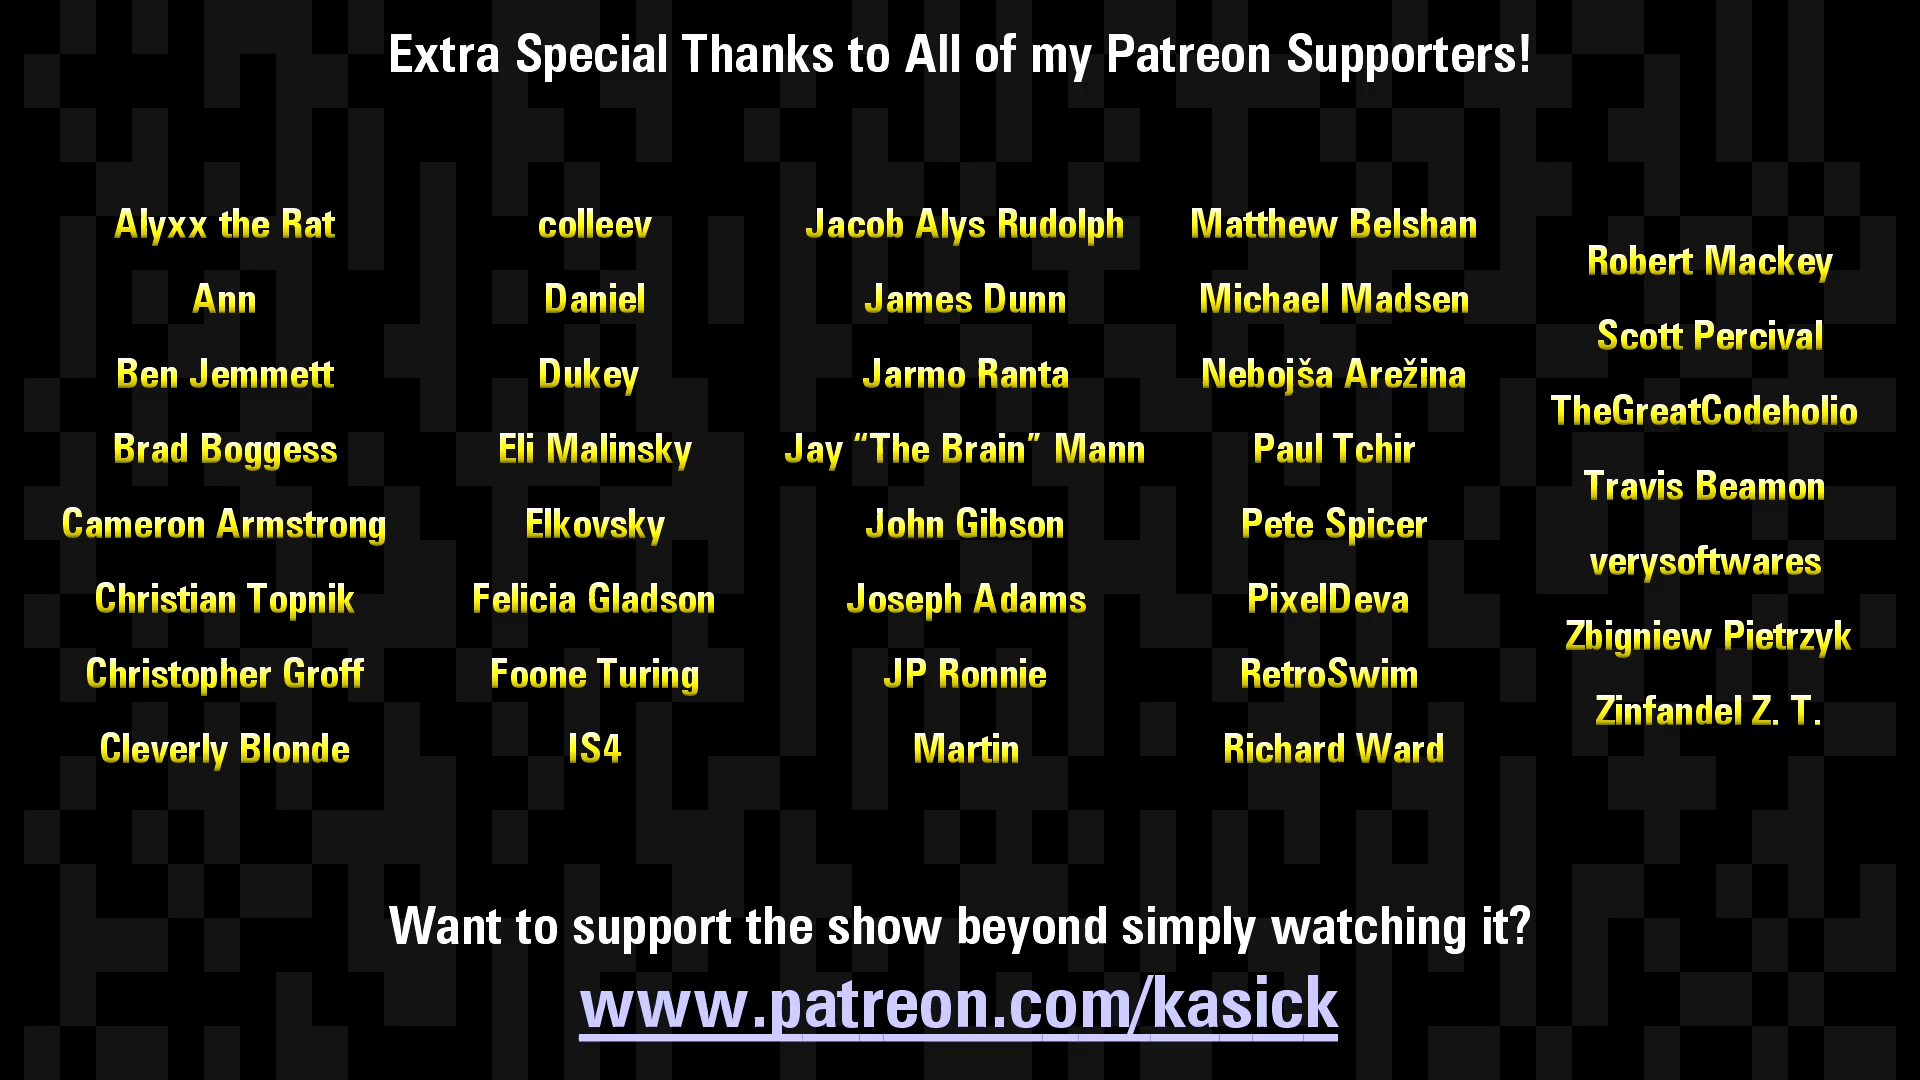 Extra Special Thanks to All of my Patreon Supporters!
Alyxx the Rat
Ann
Ben Jemmett
Brad Boggess
Cameron Armstrong
Christian Topnik
Christopher Groff
Cleverly Blonde
colleev
Daniel
Dukey
Eli Malinsky
Elkovsky
Felicia Gladson
Foone Turing
IS4
Jacob Alys Rudolph
James Dunn
Jarmo Ranta
Jay “The Brain” Mann
John Gibson
Joseph Adams
JP Ronnie
Martin
Matthew Belshan
Michael Madsen
Nebojša Arežina
Paul Tchir
Pete Spicer
PixelDeva
RetroSwim
Richard Ward
Robert Mackey
Scott Percival
TheGreatCodeholio
Travis Beamon
verysoftwares
Zbigniew Pietrzyk
Zinfandel Z. T.
Want to support the show beyond simply watching it?
www.patreon.com/kasick